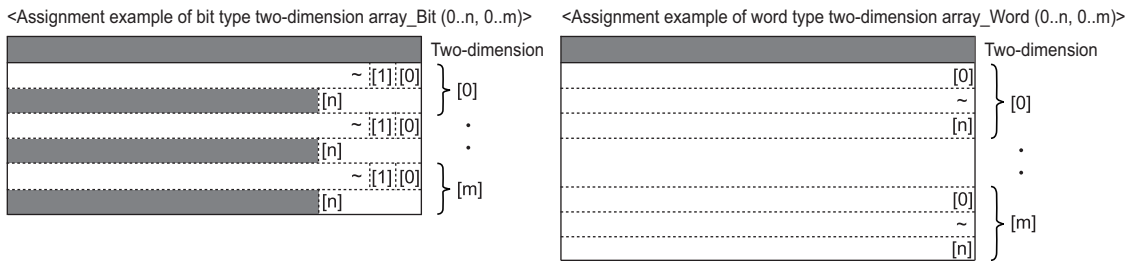 <Assignment example of bit type two-dimension array_Bit (0..n, 0..m)>
Two-dimension
~ [1] [0]
[n]
[0]
~ [1] [0]
[n]
~ [1] [0]
[n]
[m]
<Assignment example of word type two-dimension array_Word (0..n, 0..m)>
Two-dimension
[0]
~
[n]
[0]
[0]
~
[n]
[m]